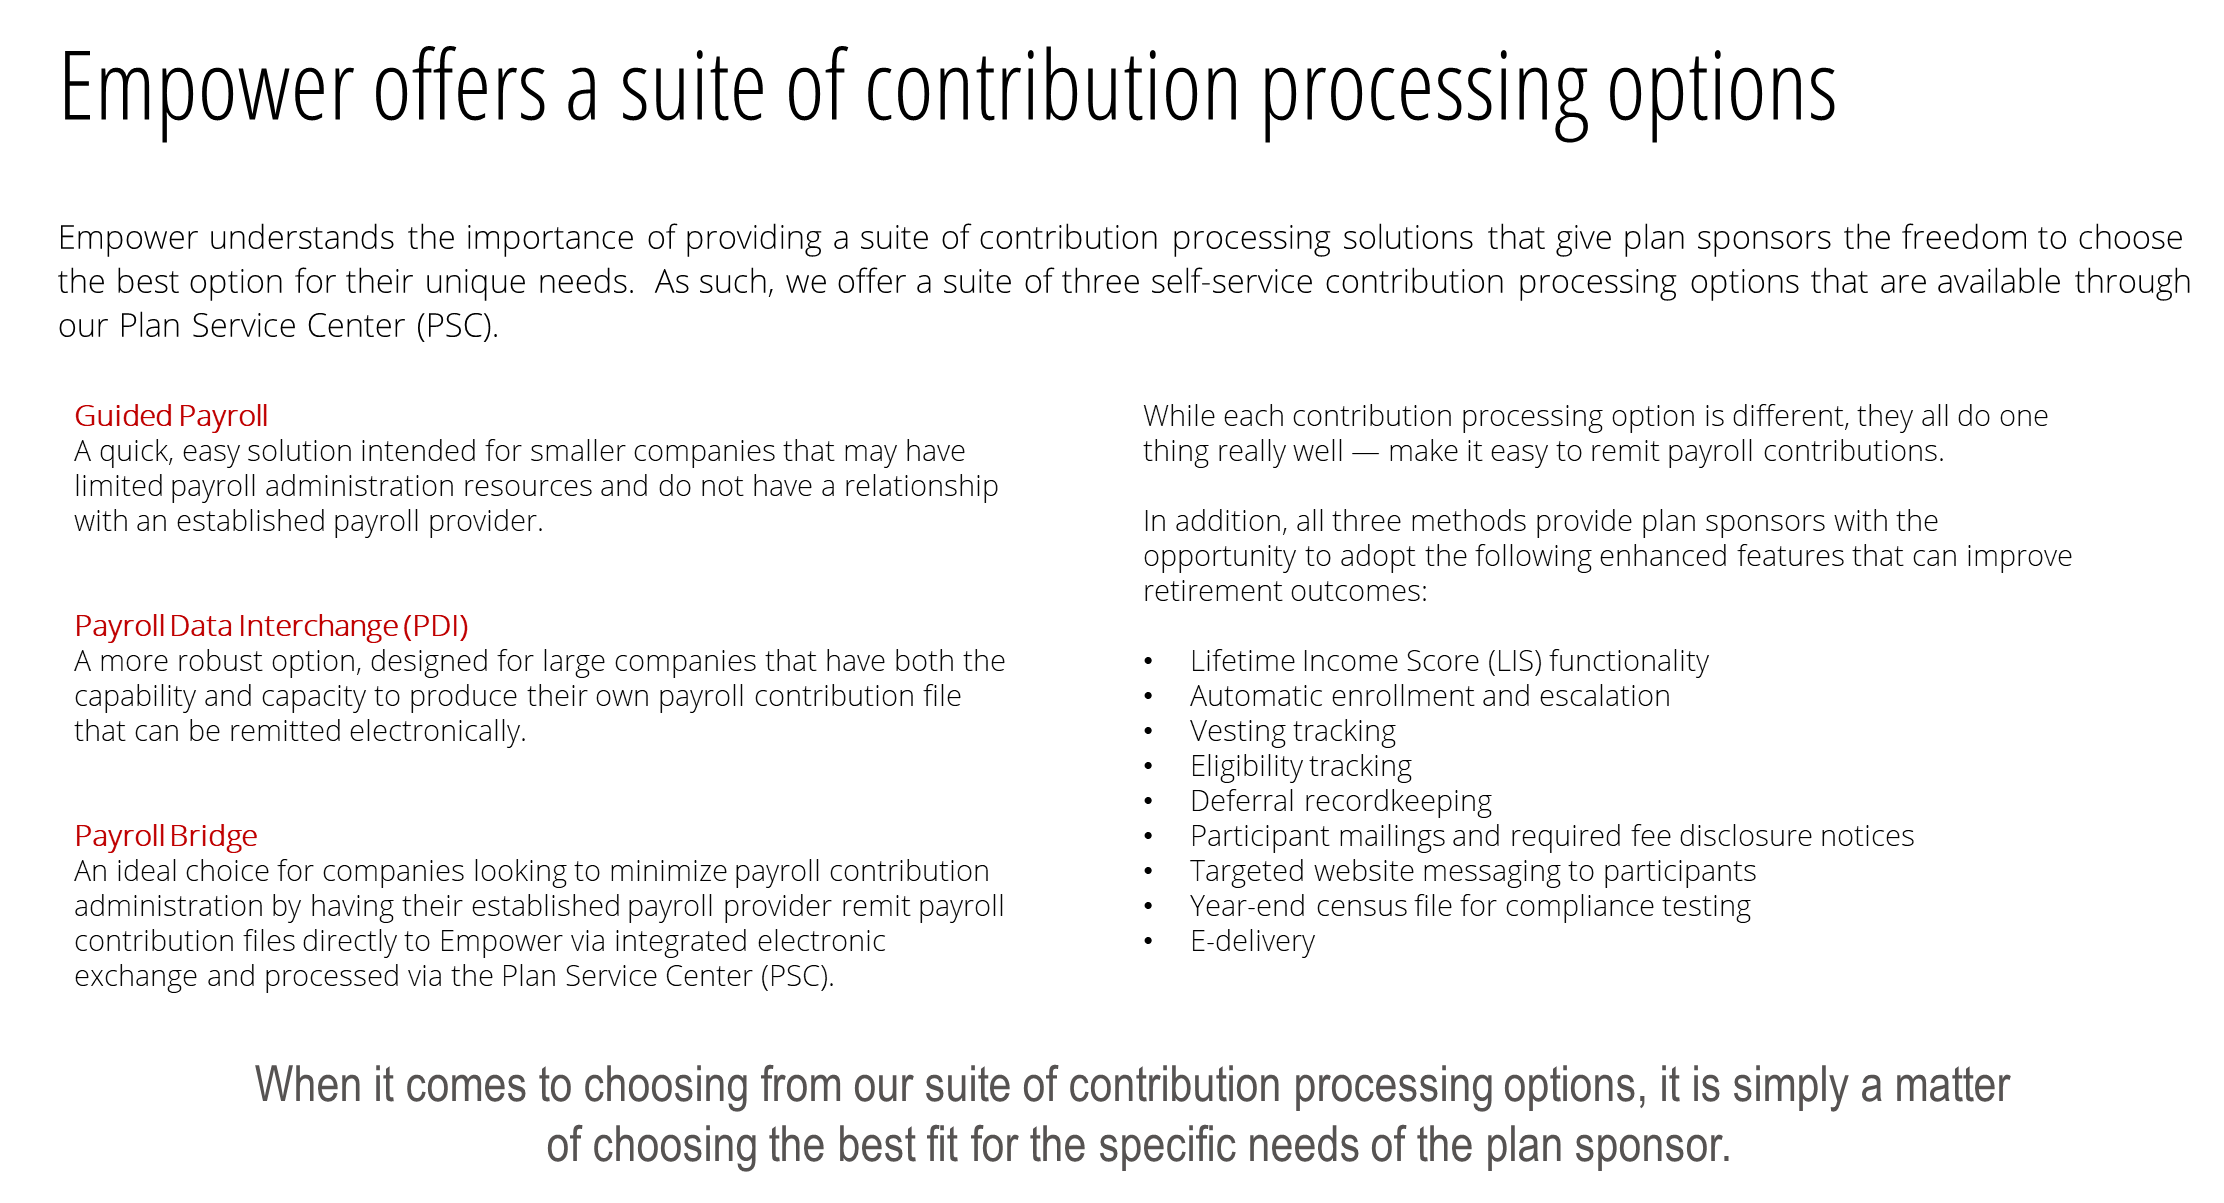 Empower offers a suite of contribution processing options
Empower understands the importance of providing a suite of contribution processing solutions that give plan sponsors the freedom to choose
the best option for their unique needs.  As such, we offer a suite of three self-service contribution processing options that are available through
our Plan Service Center (PSC).
Guided Payroll
A quick, easy solution intended for smaller companies that may have
limited payroll administration resources and do not have a relationship
with an established payroll provider.
Payroll Data Interchange (PDI)
A more robust option, designed for large companies that have both the
capability and capacity to produce their own payroll contribution file
that can be remitted electronically.
Payroll Bridge
An ideal choice for companies looking to minimize payroll contribution
administration by having their established payroll provider remit payroll
contribution files directly to Empower via integrated electronic
exchange and processed via the Plan Service Center (PSC).
While each contribution processing option is different, they all do one
thing really well — make it easy to remit payroll contributions.
In addition, all three methods provide plan sponsors with the
opportunity to adopt the following enhanced features that can improve
retirement outcomes:
• Lifetime Income Score (LIS) functionality
• Automatic enrollment and escalation
• Vesting tracking
• Eligibility tracking
• Deferral recordkeeping
• Participant mailings and required fee disclosure notices
• Targeted website messaging to participants
• Year-end census file for compliance testing
• E-delivery
When it comes to choosing from our suite of contribution processing options, it is simply a matter
of choosing the best fit for the specific needs of the plan sponsor.